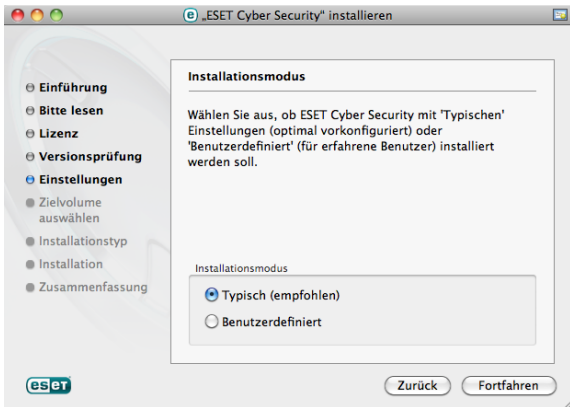 „ESET Cyber Security" installieren
Einführung
Bitte lesen
Lizenz
Versionsprüfung
Einstellungen
Zielvolume
auswählen
Installationstyp
Installation
Zusammenfassung
Installationsmodus
Wählen Sie aus, ob ESET Cyber Security mit 'Typischen'
Einstellungen (optimal vorkonfiguriert) oder
'Benutzerdefiniert' (für erfahrene Benutzer) installiert
werden soll.
Installationsmodus
Typisch (empfohlen)
Benutzerdefiniert
eseT
Zurück
Fortfahren